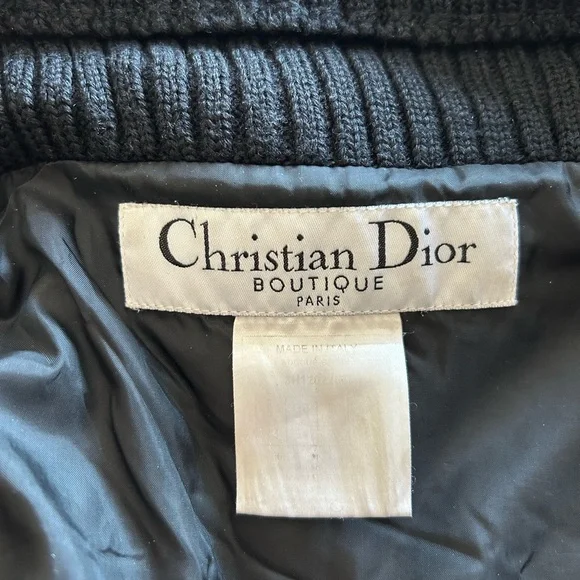 Christian Dior
BOUTIQUE
PARIS
MADE IN ITALY